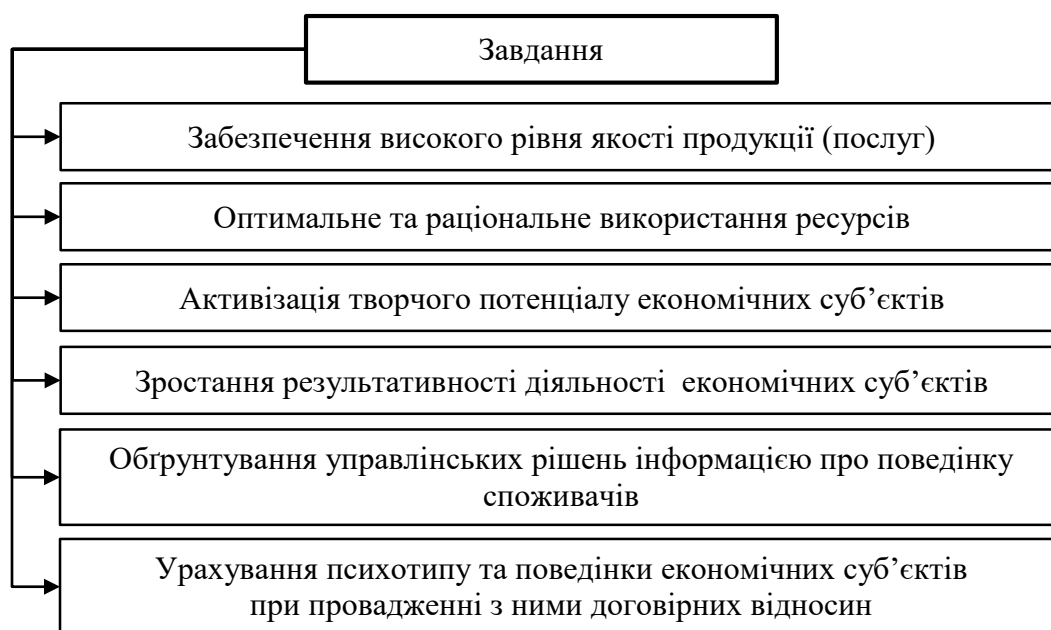 Завдання
Забезпечення високого рівня якості продукції (послуг)
Оптимальне та раціональне використання ресурсів
Активізація творчого потенціалу економічних суб’єктів
Зростання результативності діяльності економічних суб’єктів
Обґрунтування управлінських рішень інформацією про поведінку
споживачів
Урахування психотипу та поведінки економічних суб’єктів
при провадженні з ними договірних відносин